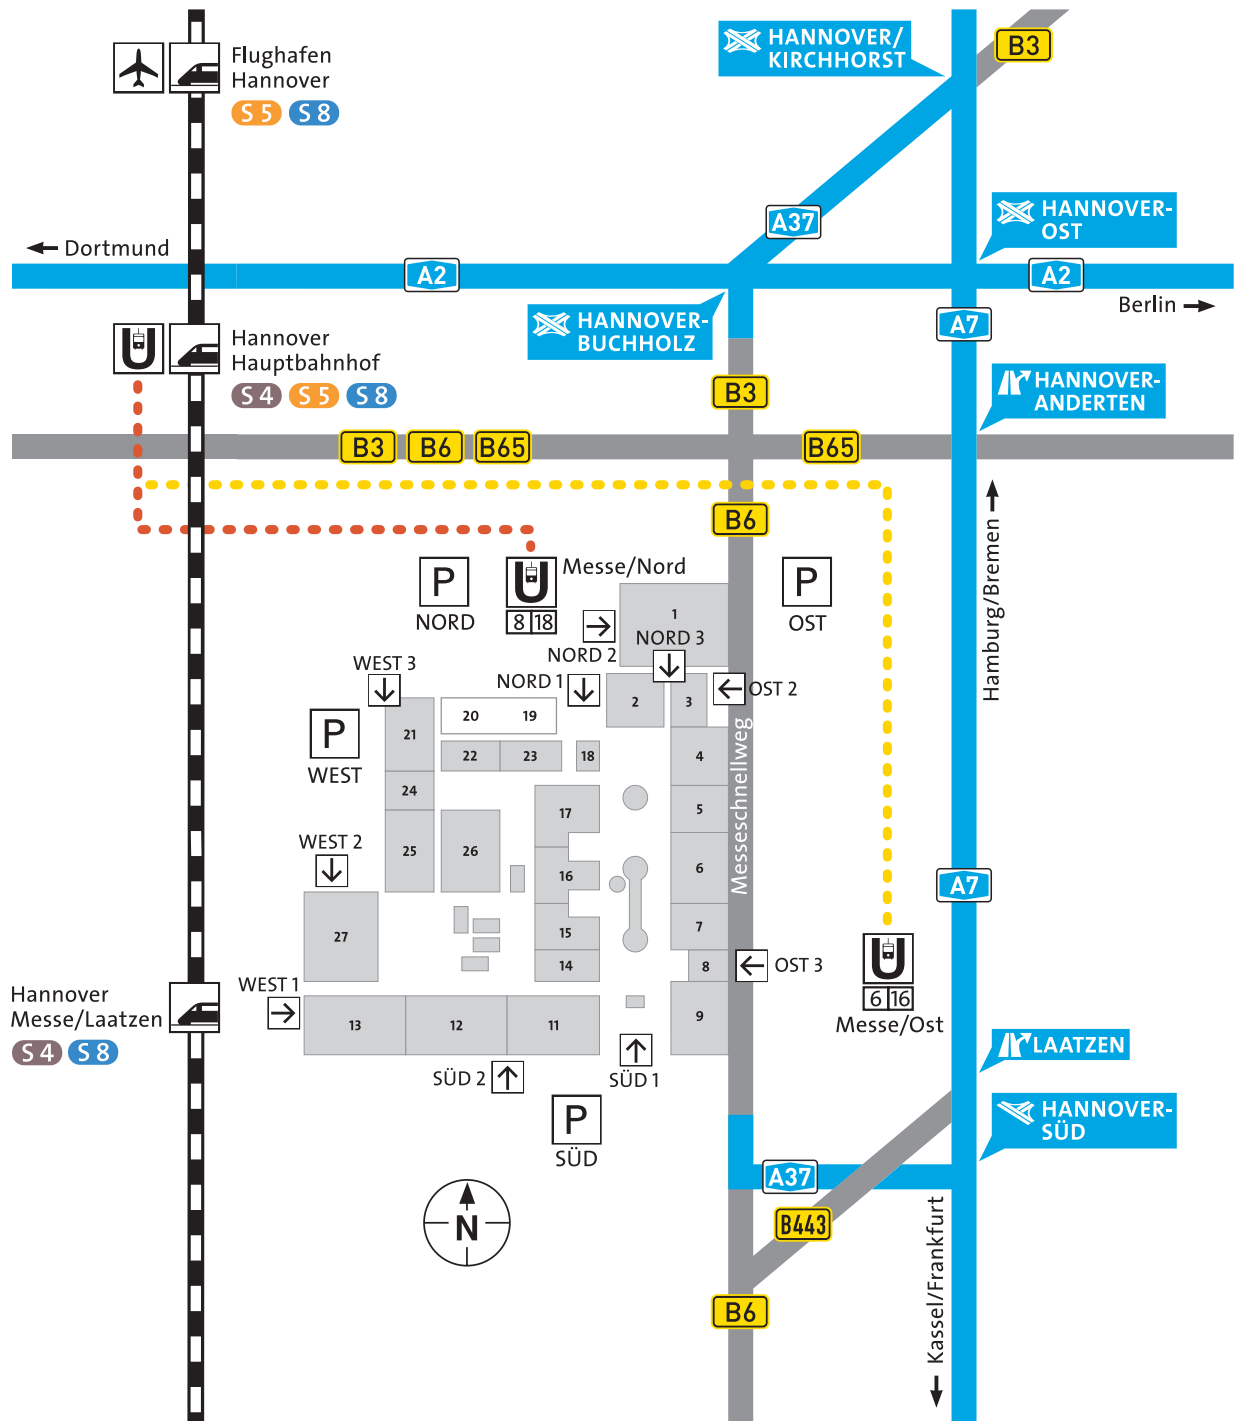 HANNOVER/
KIRCHHORST
B3
Flughafen
Hannover
S 5 S 8
A37
HANNOVER-
OST
← Dortmund
A2
A2
Berlin →
HANNOVER-
BUCHHOLZ
A7
Hannover
Hauptbahnhof
S 4 S 5 S 8
U
B3
HANNOVER-
ANDERTEN
B3 B6 B65
B65
B6
Hamburg/Bremen →
P
NORD
U
8 18
Messe/Nord
P
OST
1
NORD 2
NORD 3
WEST 3
NORD 1
OST 2
2
3
20 19
21
P
WEST
22 23 18
4
Messeschnellweg
24
17
5
25
26
WEST 2
16
6
A7
27
15
7
14
8
OST 3
U
6 16
Messe/Ost
Hannover
Messe/Laatzen
S 4 S 8
WEST 1
13 12 11
9
SÜD 2
SÜD 1
LAATZEN
P
SÜD
HANNOVER-
SÜD
A37
B443
N
B6
← Kassel/Frankfurt